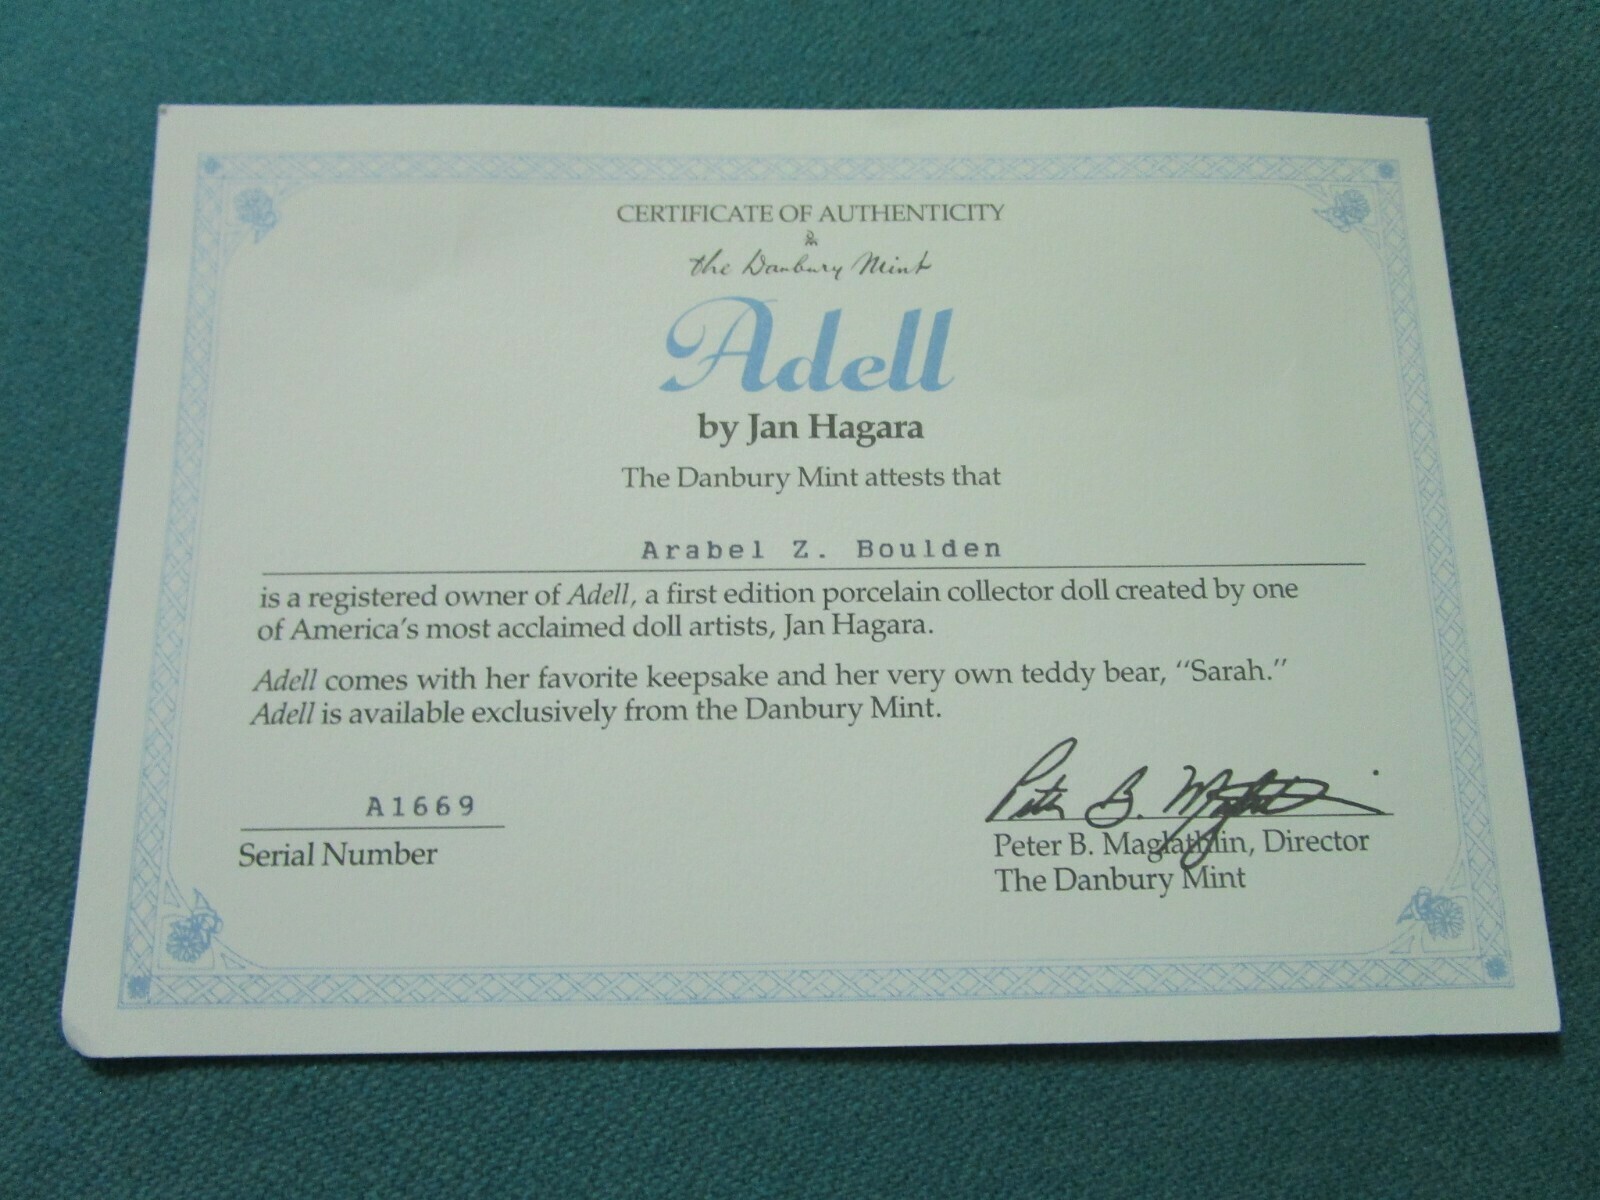 CERTIFICATE OF AUTHENTICITY
the Danbury Mint
Adell
by Jan Hagara
The Danbury Mint attests that
Arabel Z. Boulden
is a registered owner of Adell, a first edition porcelain collector doll created by one
of America's most acclaimed doll artists, Jan Hagara.
Adell comes with her favorite keepsake and her very own teddy bear, "Sarah."
Adell is available exclusively from the Danbury Mint.
A1669
Serial Number
Peter B. Maglathlin
Peter B. Maglathlin, Director
The Danbury Mint